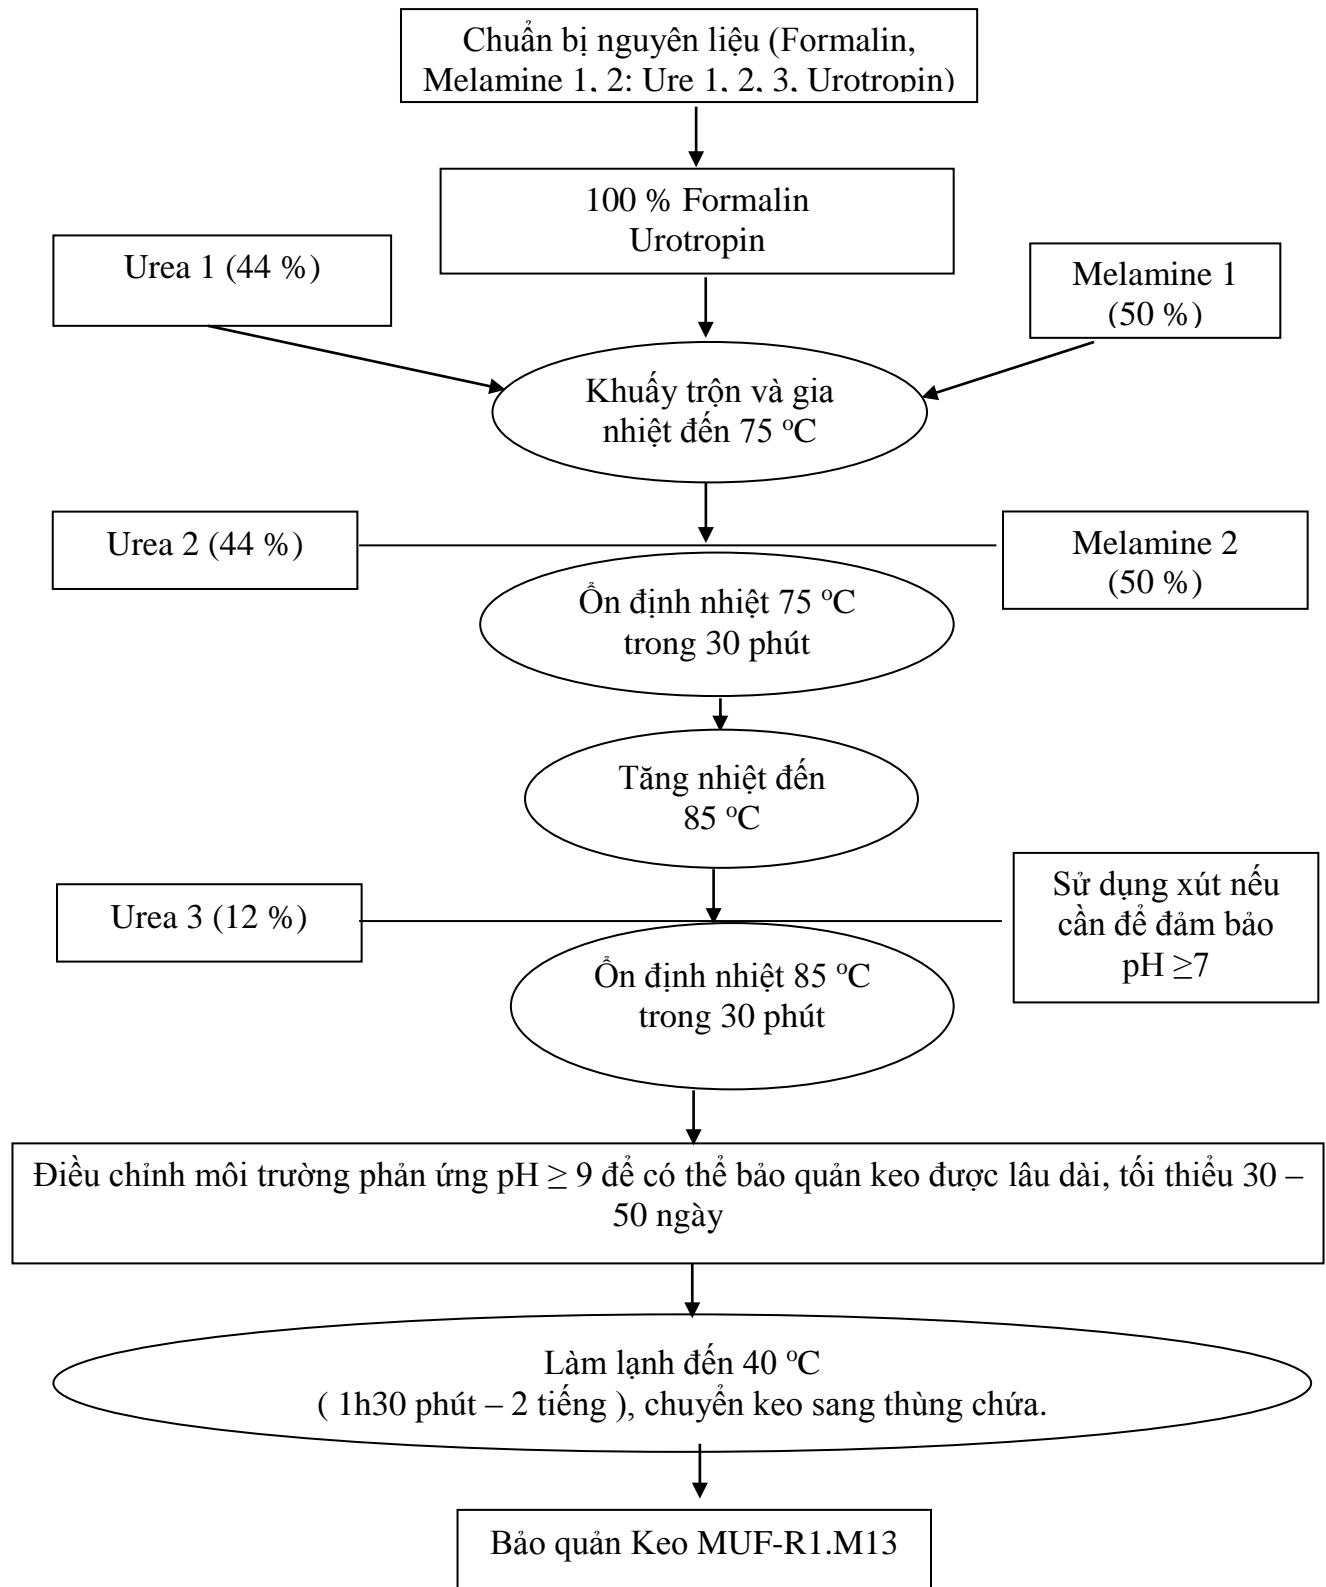 Chuẩn bị nguyên liệu (Formalin,
Melamine 1, 2: Ure 1, 2, 3, Urotropin)
100 % Formalin
Urotropin
Urea 1 (44 %)
Melamine 1
(50 %)
Khuấy trộn và gia
nhiệt đến 75 ºC
Urea 2 (44 %)
Melamine 2
(50 %)
Ổn định nhiệt 75 ºC
trong 30 phút
Tăng nhiệt đến
85 ºC
Urea 3 (12 %)
Sử dụng xút nếu
cần để đảm bảo
pH ≥7
Ổn định nhiệt 85 ºC
trong 30 phút
Điều chỉnh môi trường phản ứng pH ≥ 9 để có thể bảo quản keo được lâu dài, tối thiểu 30 –
50 ngày
Làm lạnh đến 40 ºC
( 1h30 phút – 2 tiếng ), chuyển keo sang thùng chứa.
Bảo quản Keo MUF-R1.M13